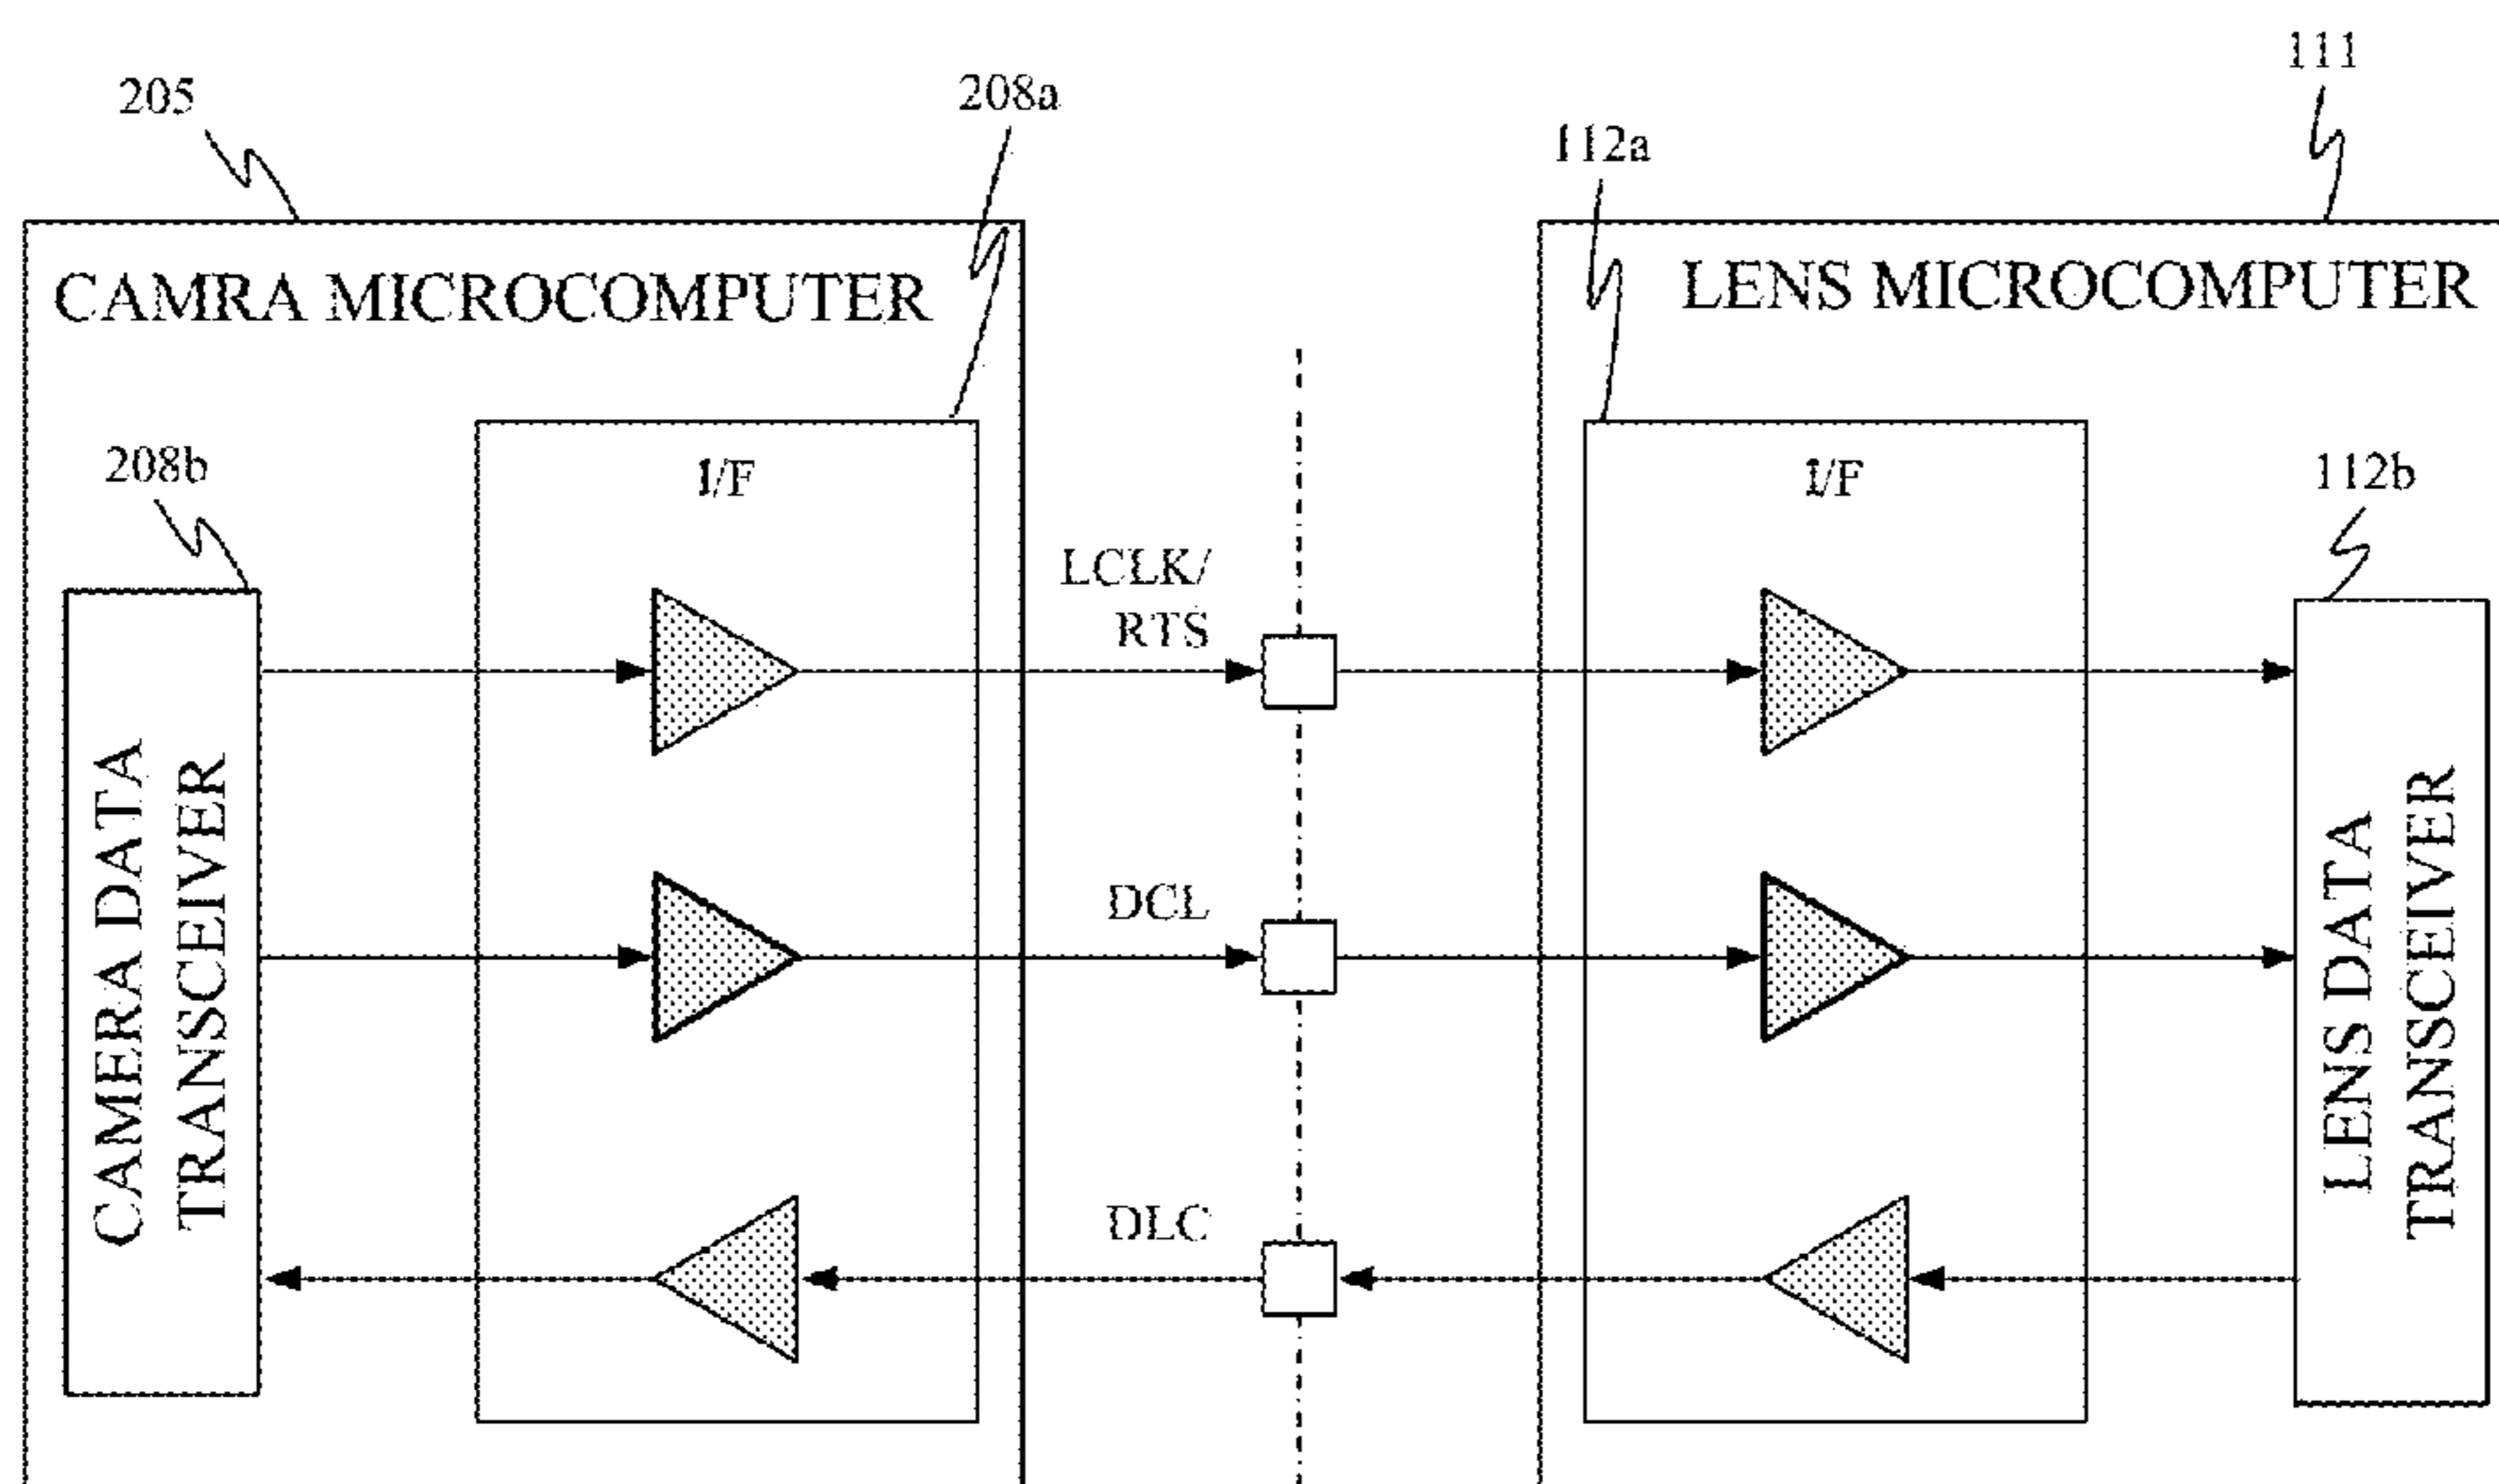 111
205
208a
112a
CAMRA MICROCOMPUTER
LENS MICROCOMPUTER
208b
I/F
I/F
112b
LCLK/
RTS
DCL
DLC
CAMERA DATA
TRANSCEIVER
LENS DATA
TRANSCEIVER